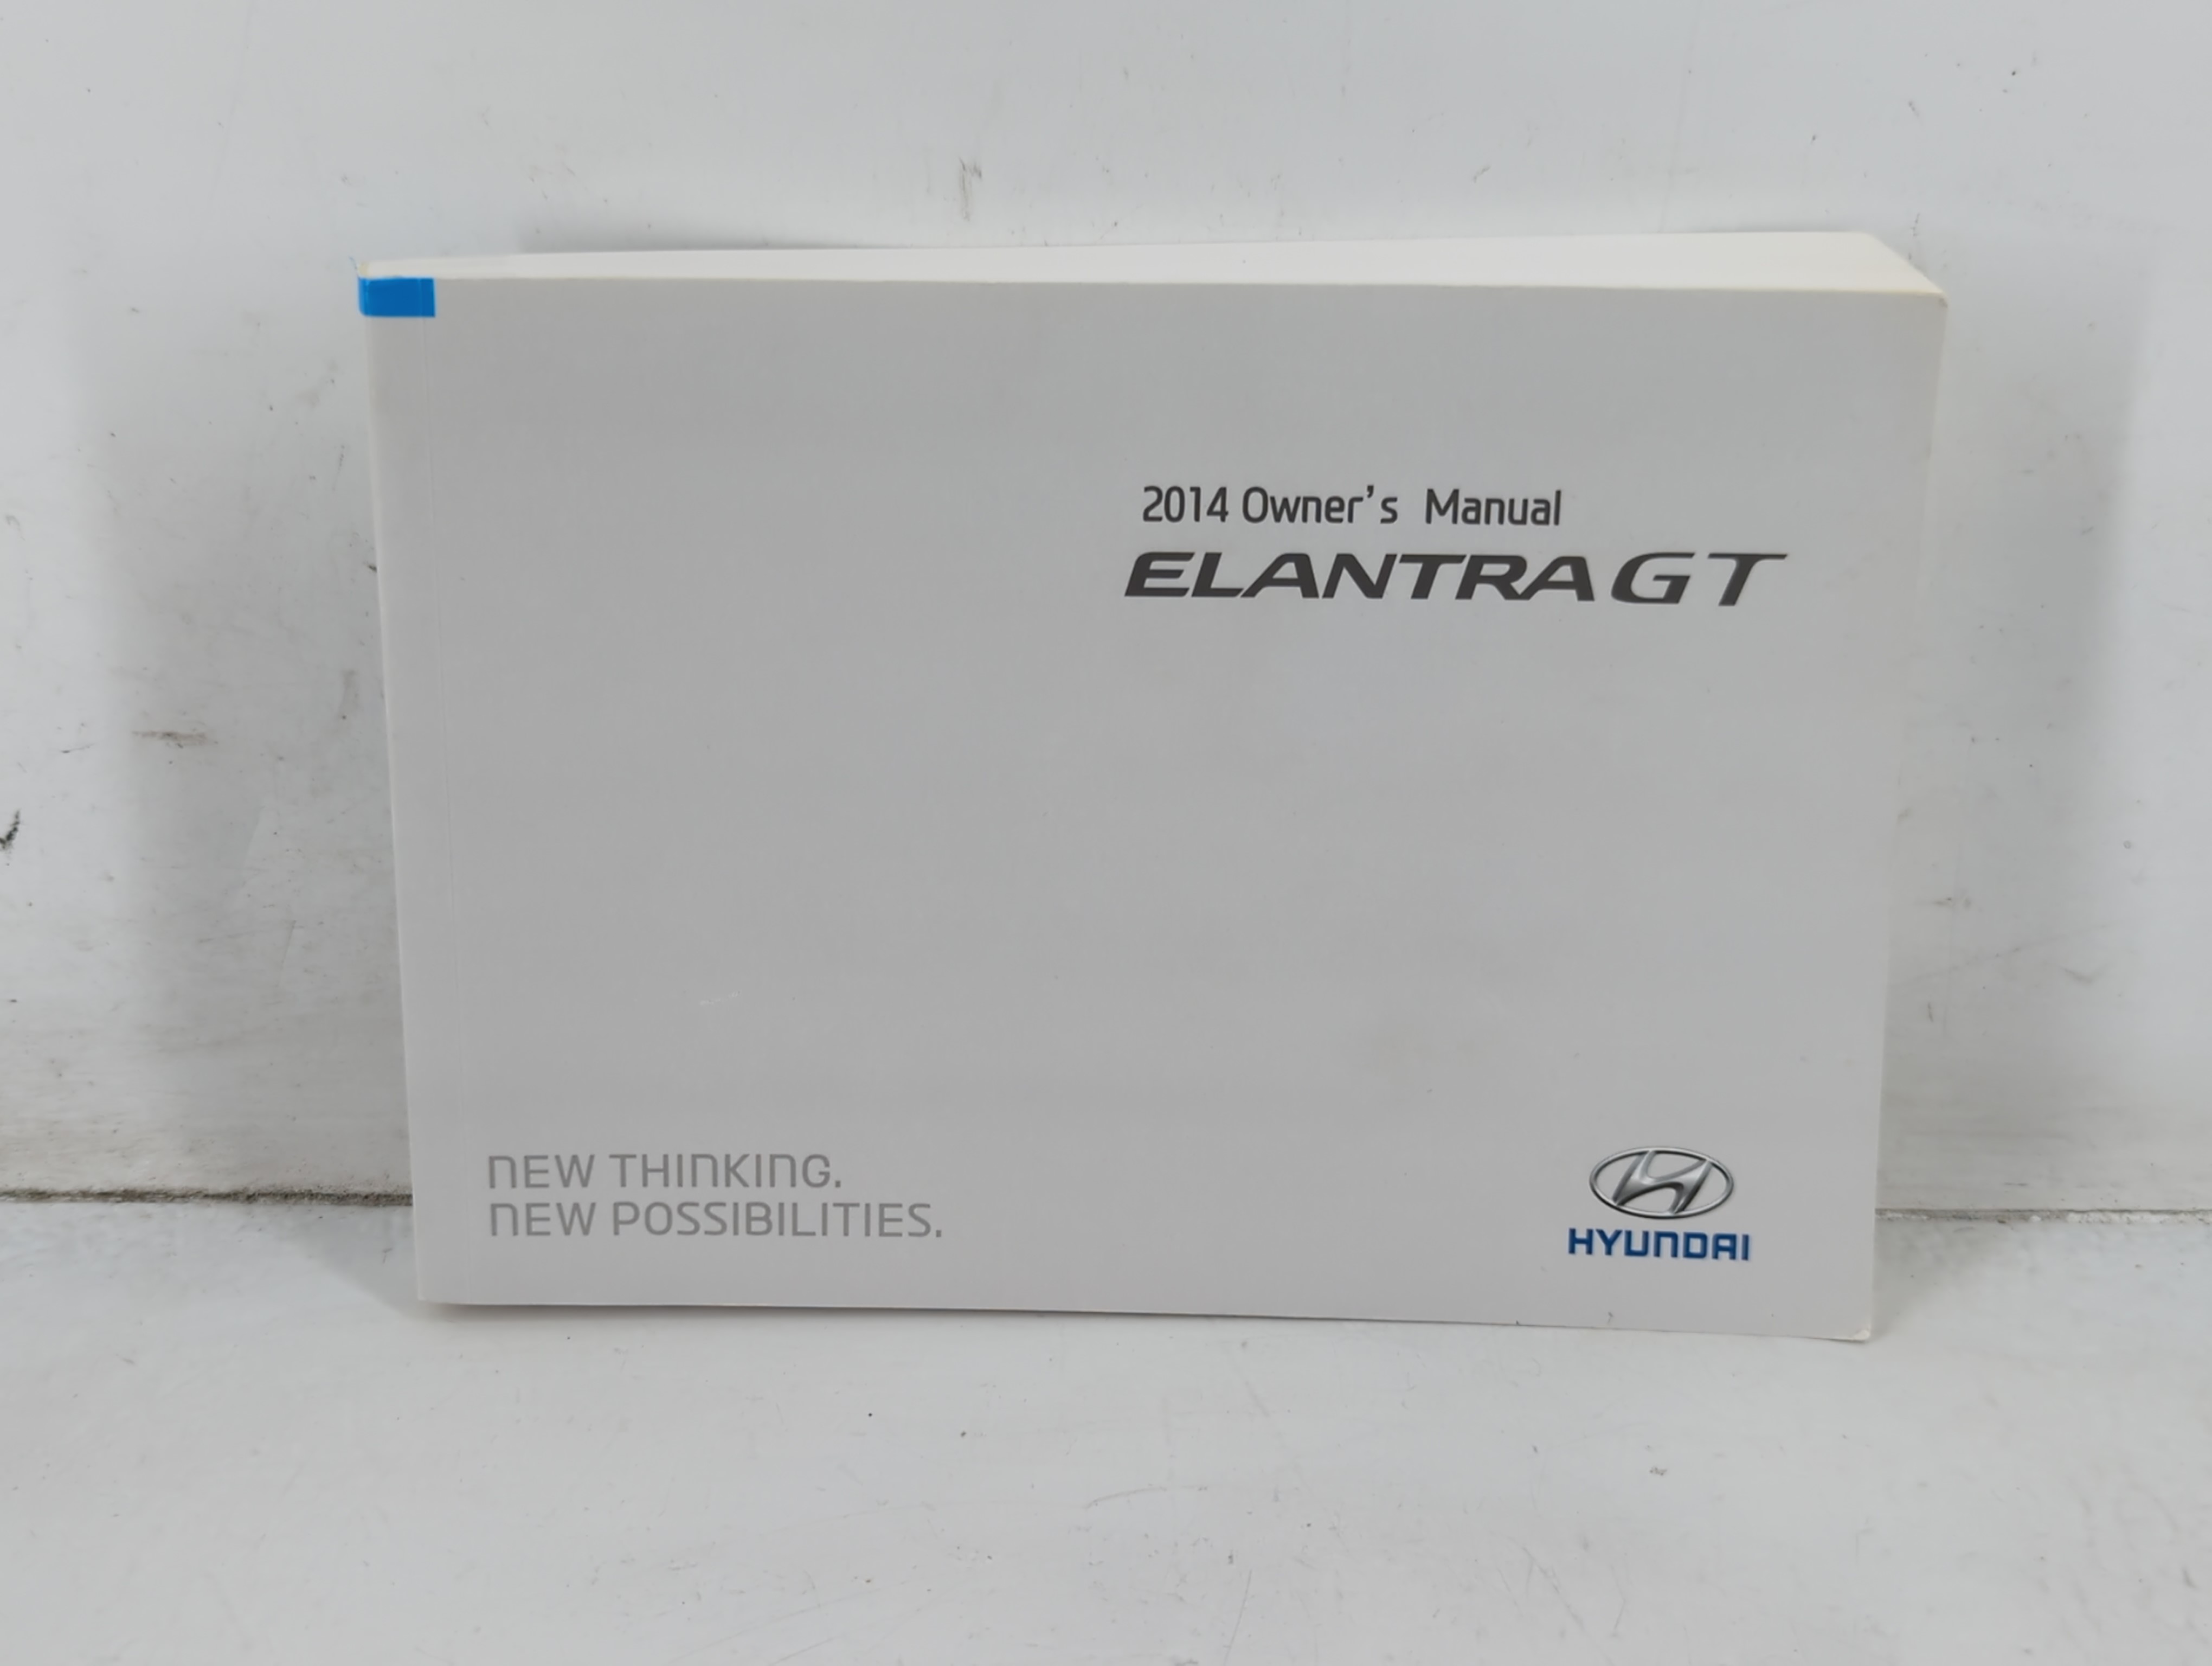 2014 Owner's Manual
ELANTRA GT
NEW THINKING.
NEW POSSIBILITIES.
HYUNDAI